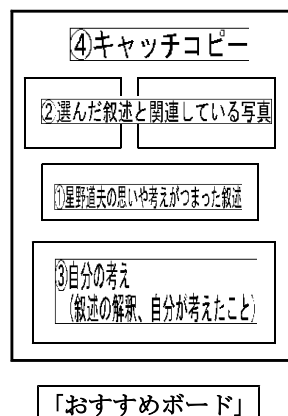 ④キャッチコピー
②選んだ叙述と関連している写真
①星野道夫の思いや考えがつまった叙述
③自分の考え
(叙述の解釈、自分が考えたこと)
「おすすめボード」